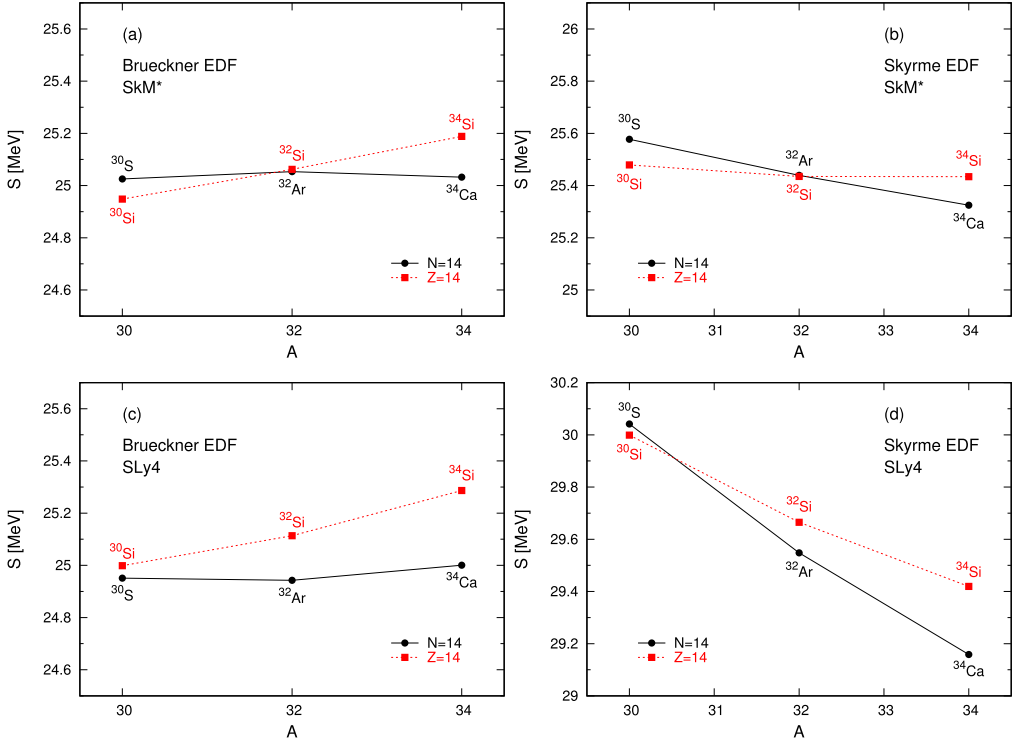 (a)
Brueckner EDF
SkM*
25.6
25.4
25.2
25
24.8
24.6
S [MeV]
³⁴Si
³²Si
³⁰S
³²Ar
³⁴Ca
³⁰Si
N=14
Z=14
30
32
34
A
(b)
Skyrme EDF
SkM*
26
25.8
25.6
25.4
25.2
25
S [MeV]
³⁰S
³²Ar
³⁴Si
³⁰Si
³²Si
³⁴Ca
N=14
Z=14
30
31
32
33
34
A
(c)
Brueckner EDF
SLy4
25.6
25.4
25.2
25
24.8
24.6
S [MeV]
³⁴Si
³²Si
³⁰Si
³⁰S
³²Ar
³⁴Ca
N=14
Z=14
30
32
34
A
(d)
Skyrme EDF
SLy4
30.2
30
29.8
29.6
29.4
29.2
29
S [MeV]
³⁰S
³⁰Si
³²Si
³²Ar
³⁴Si
³⁴Ca
N=14
Z=14
30
31
32
33
34
A